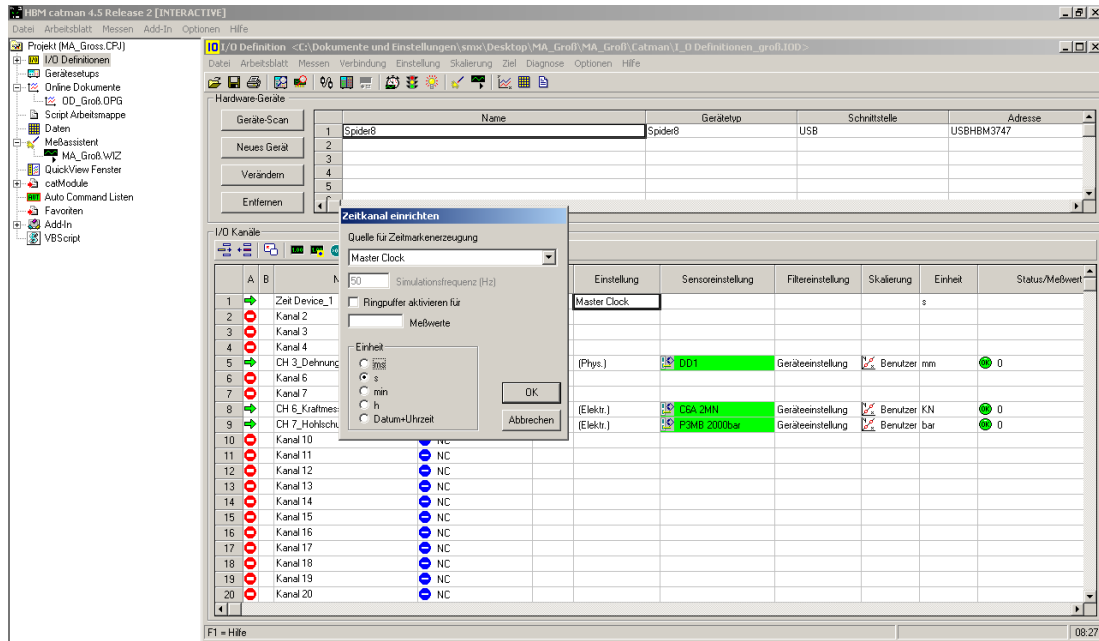 HBM catman 4.5 Release 2 [INTERACTIVE]
Datei Arbeitsblatt Messen Add-In Optionen Hilfe
Projekt (MA_Gross.CPJ)
I/O Definitionen
Gerätesetups
Online Dokumente
OD_Groß.OPG
Script Arbeitsmappe
Daten
Meßassistent
MA_Groß.WIZ
QuickView Fenster
catModule
Auto Command Listen
Favoriten
Add-In
VBScript
I/O Definition <C:\Dokumente und Einstellungen\smx\Desktop\MA_Groß\MA_Groß\Catman\I_O Definitionen_groß.IOD>
Datei Arbeitsblatt Messen Verbindung Einstellung Skalierung Ziel Diagnose Optionen Hilfe
Hardware-Geräte
Geräte-Scan
Neues Gerät
Verändern
Entfernen
Name Gerätetyp Schnittstelle Adresse
1 Spider8 Spider8 USB USBHBM3747
2
3
4
5
I/O Kanäle
Zeitkanal einrichten
Quelle für Zeitmarkenerzeugung
Master Clock
50 Simulationsfrequenz (Hz)
Ringpuffer aktivieren für
Meßwerte
Einheit
ms
s
min
h
Datum+Uhrzeit
OK
Abbrechen
A B Einstellung Sensoreinstellung Filtereinstellung Skalierung Einheit Status/Meßwert
1 Zeit Device_1 Master Clock s
2 Kanal 2
3 Kanal 3
4 Kanal 4
5 CH 3_Dehnung (Phys.) DD1 Geräteeinstellung Benutzer mm OK 0
6 Kanal 6
7 Kanal 7
8 CH 6_Kraftmes (Elektr.) C6A 2MN Geräteeinstellung Benutzer KN OK 0
9 CH 7_Hohlschu (Elektr.) P3MB 2000bar Geräteeinstellung Benutzer bar OK 0
10 Kanal 10 NC
11 Kanal 11 NC
12 Kanal 12 NC
13 Kanal 13 NC
14 Kanal 14 NC
15 Kanal 15 NC
16 Kanal 16 NC
17 Kanal 17 NC
18 Kanal 18 NC
19 Kanal 19 NC
20 Kanal 20 NC
F1 = Hilfe
08:27